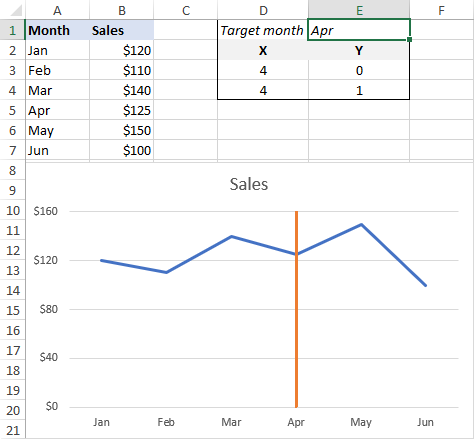 A B C D E F
1 Month Sales Target month Apr
2 Jan $120 X Y
3 Feb $110 4 0
4 Mar $140 4 1
5 Apr $125
6 May $150
7 Jun $100
8
9 Sales
10 $160
11
12 $120
13
14
15 $80
16
17 $40
18
19
20 $0
21 Jan Feb Mar Apr May Jun